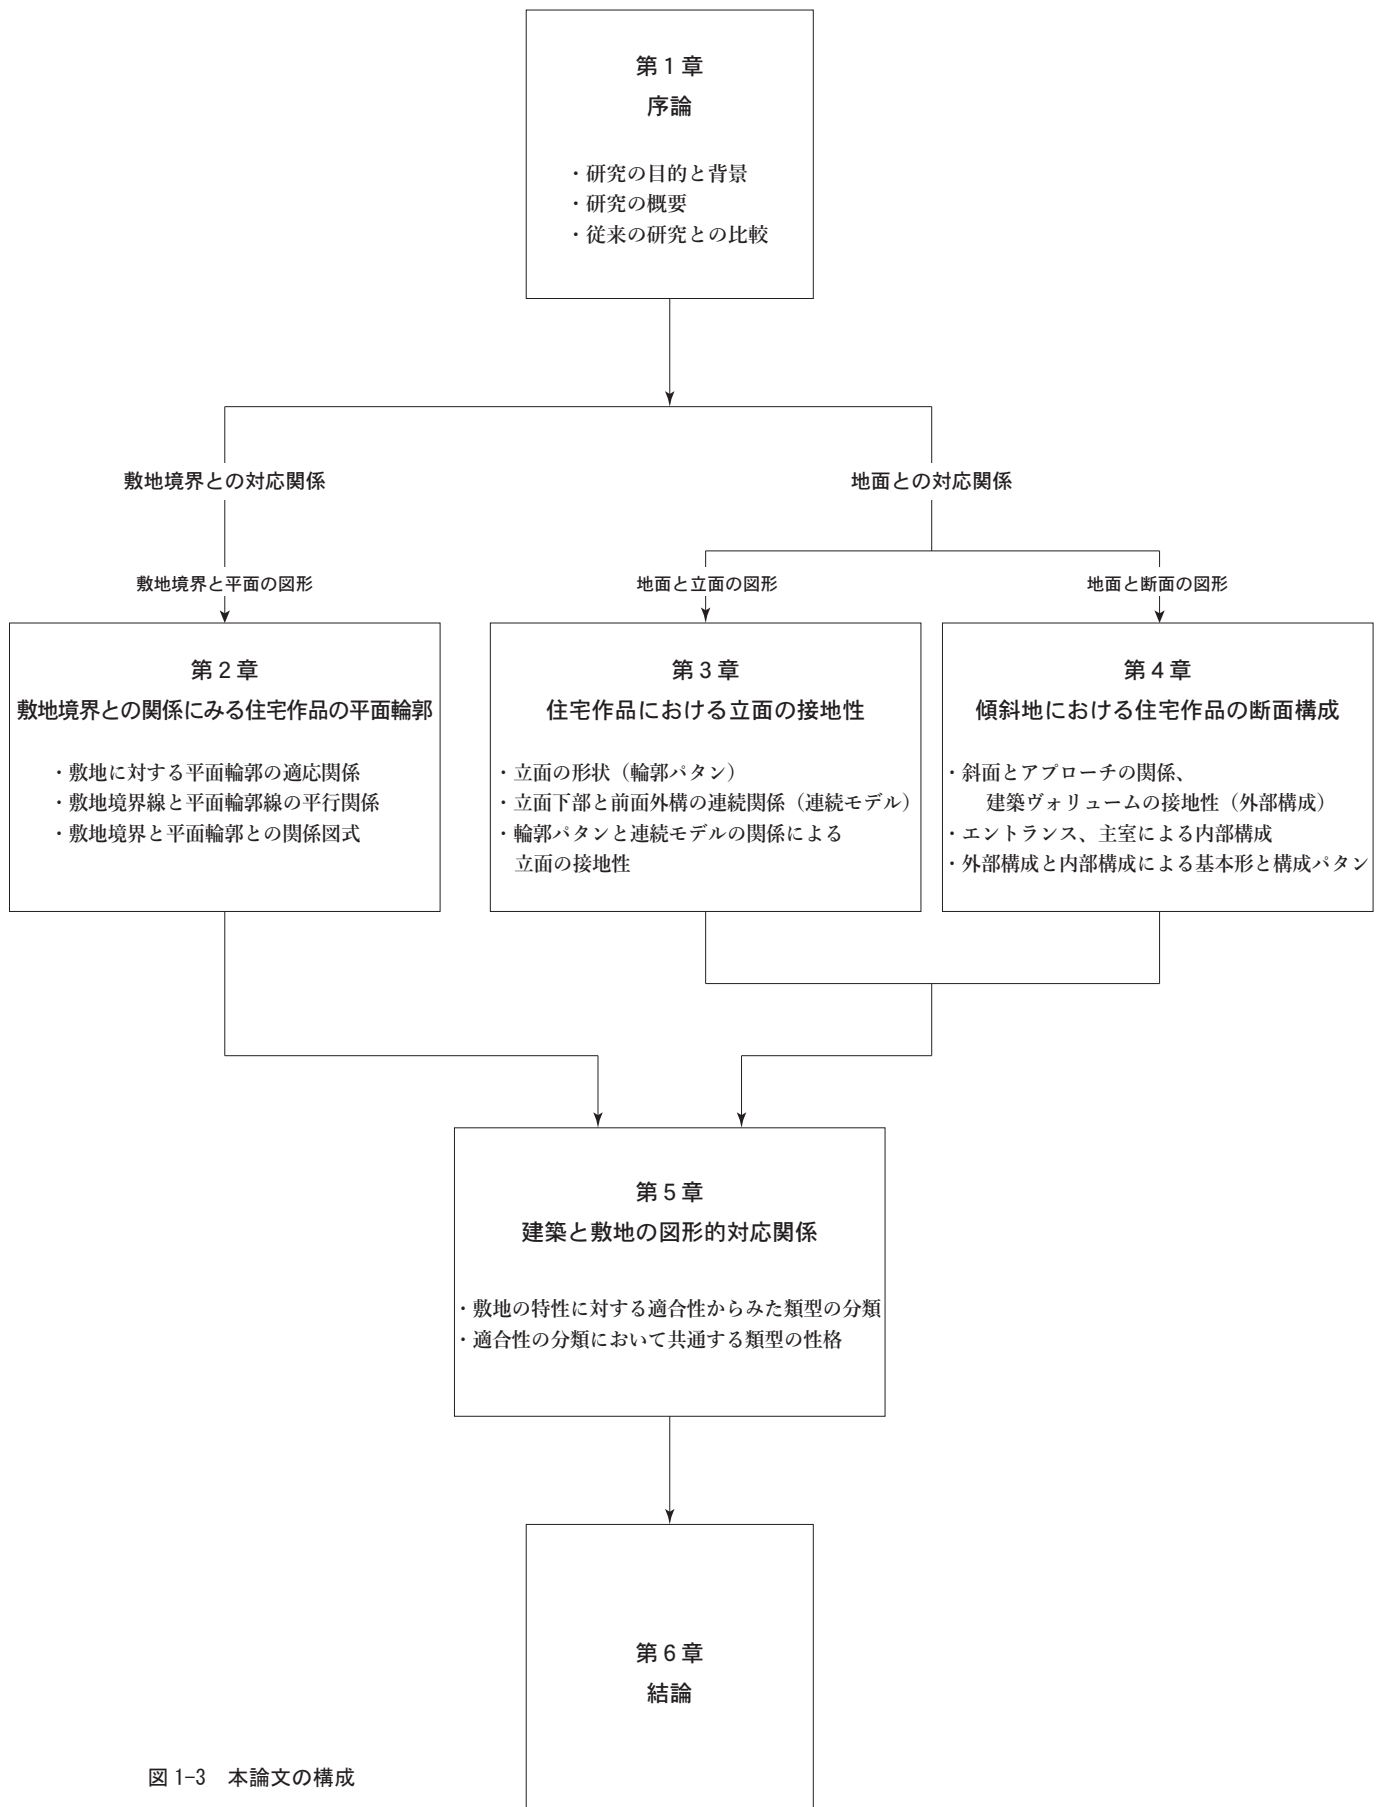 第1章
序論
・研究の目的と背景
・研究の概要
・従来の研究との比較
敷地境界との対応関係
地面との対応関係
敷地境界と平面の図形
地面と立面の図形
地面と断面の図形
第2章
敷地境界との関係にみる住宅作品の平面輪郭
・敷地に対する平面輪郭の適応関係
・敷地境界線と平面輪郭線の平行関係
・敷地境界と平面輪郭との関係図式
第3章
住宅作品における立面の接地性
・立面の形状（輪郭パタン）
・立面下部と前面外構の連続関係（連続モデル）
・輪郭パタンと連続モデルの関係による
立面の接地性
第4章
傾斜地における住宅作品の断面構成
・斜面とアプローチの関係、
建築ヴォリュームの接地性（外部構成）
・エントランス、主室による内部構成
・外部構成と内部構成による基本形と構成パタン
第5章
建築と敷地の図形的対応関係
・敷地の特性に対する適合性からみた類型の分類
・適合性の分類において共通する類型の性格
第6章
結論
図1-3　本論文の構成